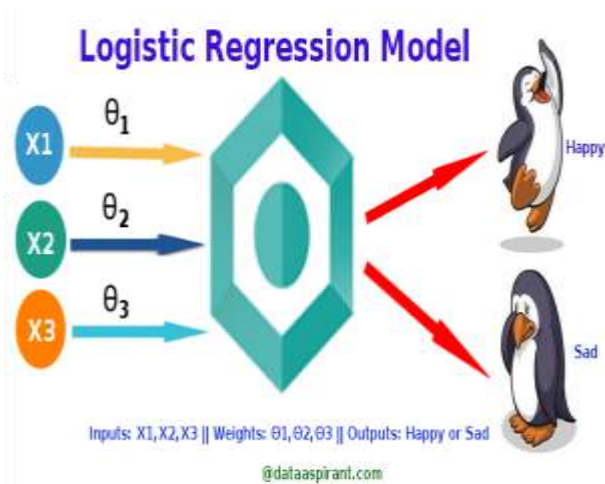 Logistic Regression Model
X1
θ1
X2
θ2
X3
θ3
Happy
Sad
Inputs: X1,X2,X3 || Weights: Θ1,Θ2,Θ3 || Outputs: Happy or Sad
@dataaspirant.com